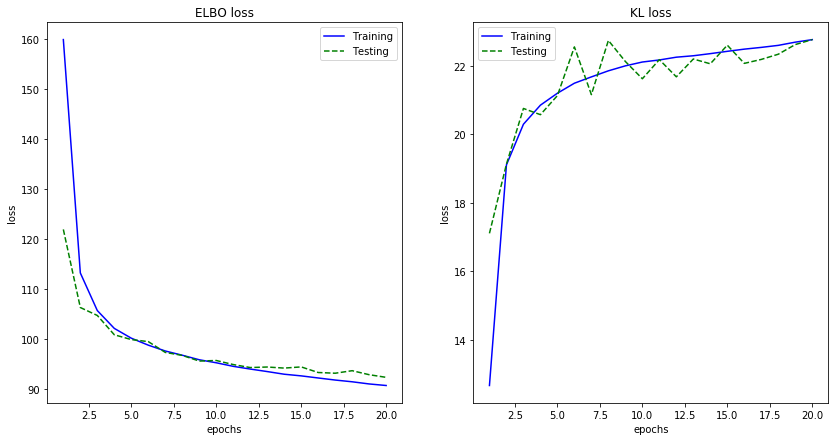 ELBO loss
Training
Testing
160
150
140
130
120
110
100
90
loss
2.5 5.0 7.5 10.0 12.5 15.0 17.5 20.0
epochs
KL loss
Training
Testing
22
20
18
16
14
loss
2.5 5.0 7.5 10.0 12.5 15.0 17.5 20.0
epochs